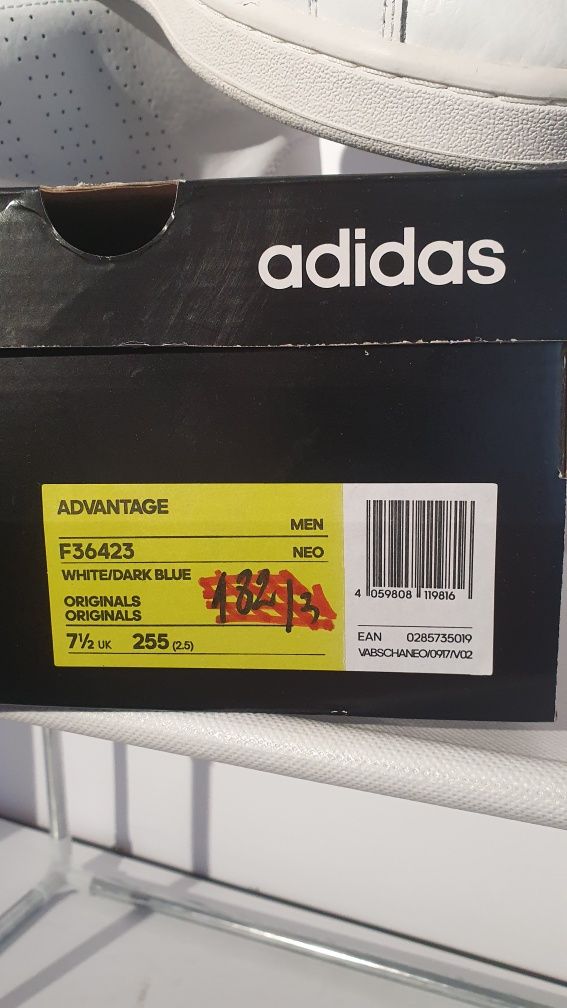 adidas
ADVANTAGE
MEN
F36423
NEO
WHITE/DARK BLUE
ORIGINALS
ORIGINALS
7½ UK 255 (2.5)
4 059808 119816
EAN 0285735019
VABSCHANEO/0917/V02